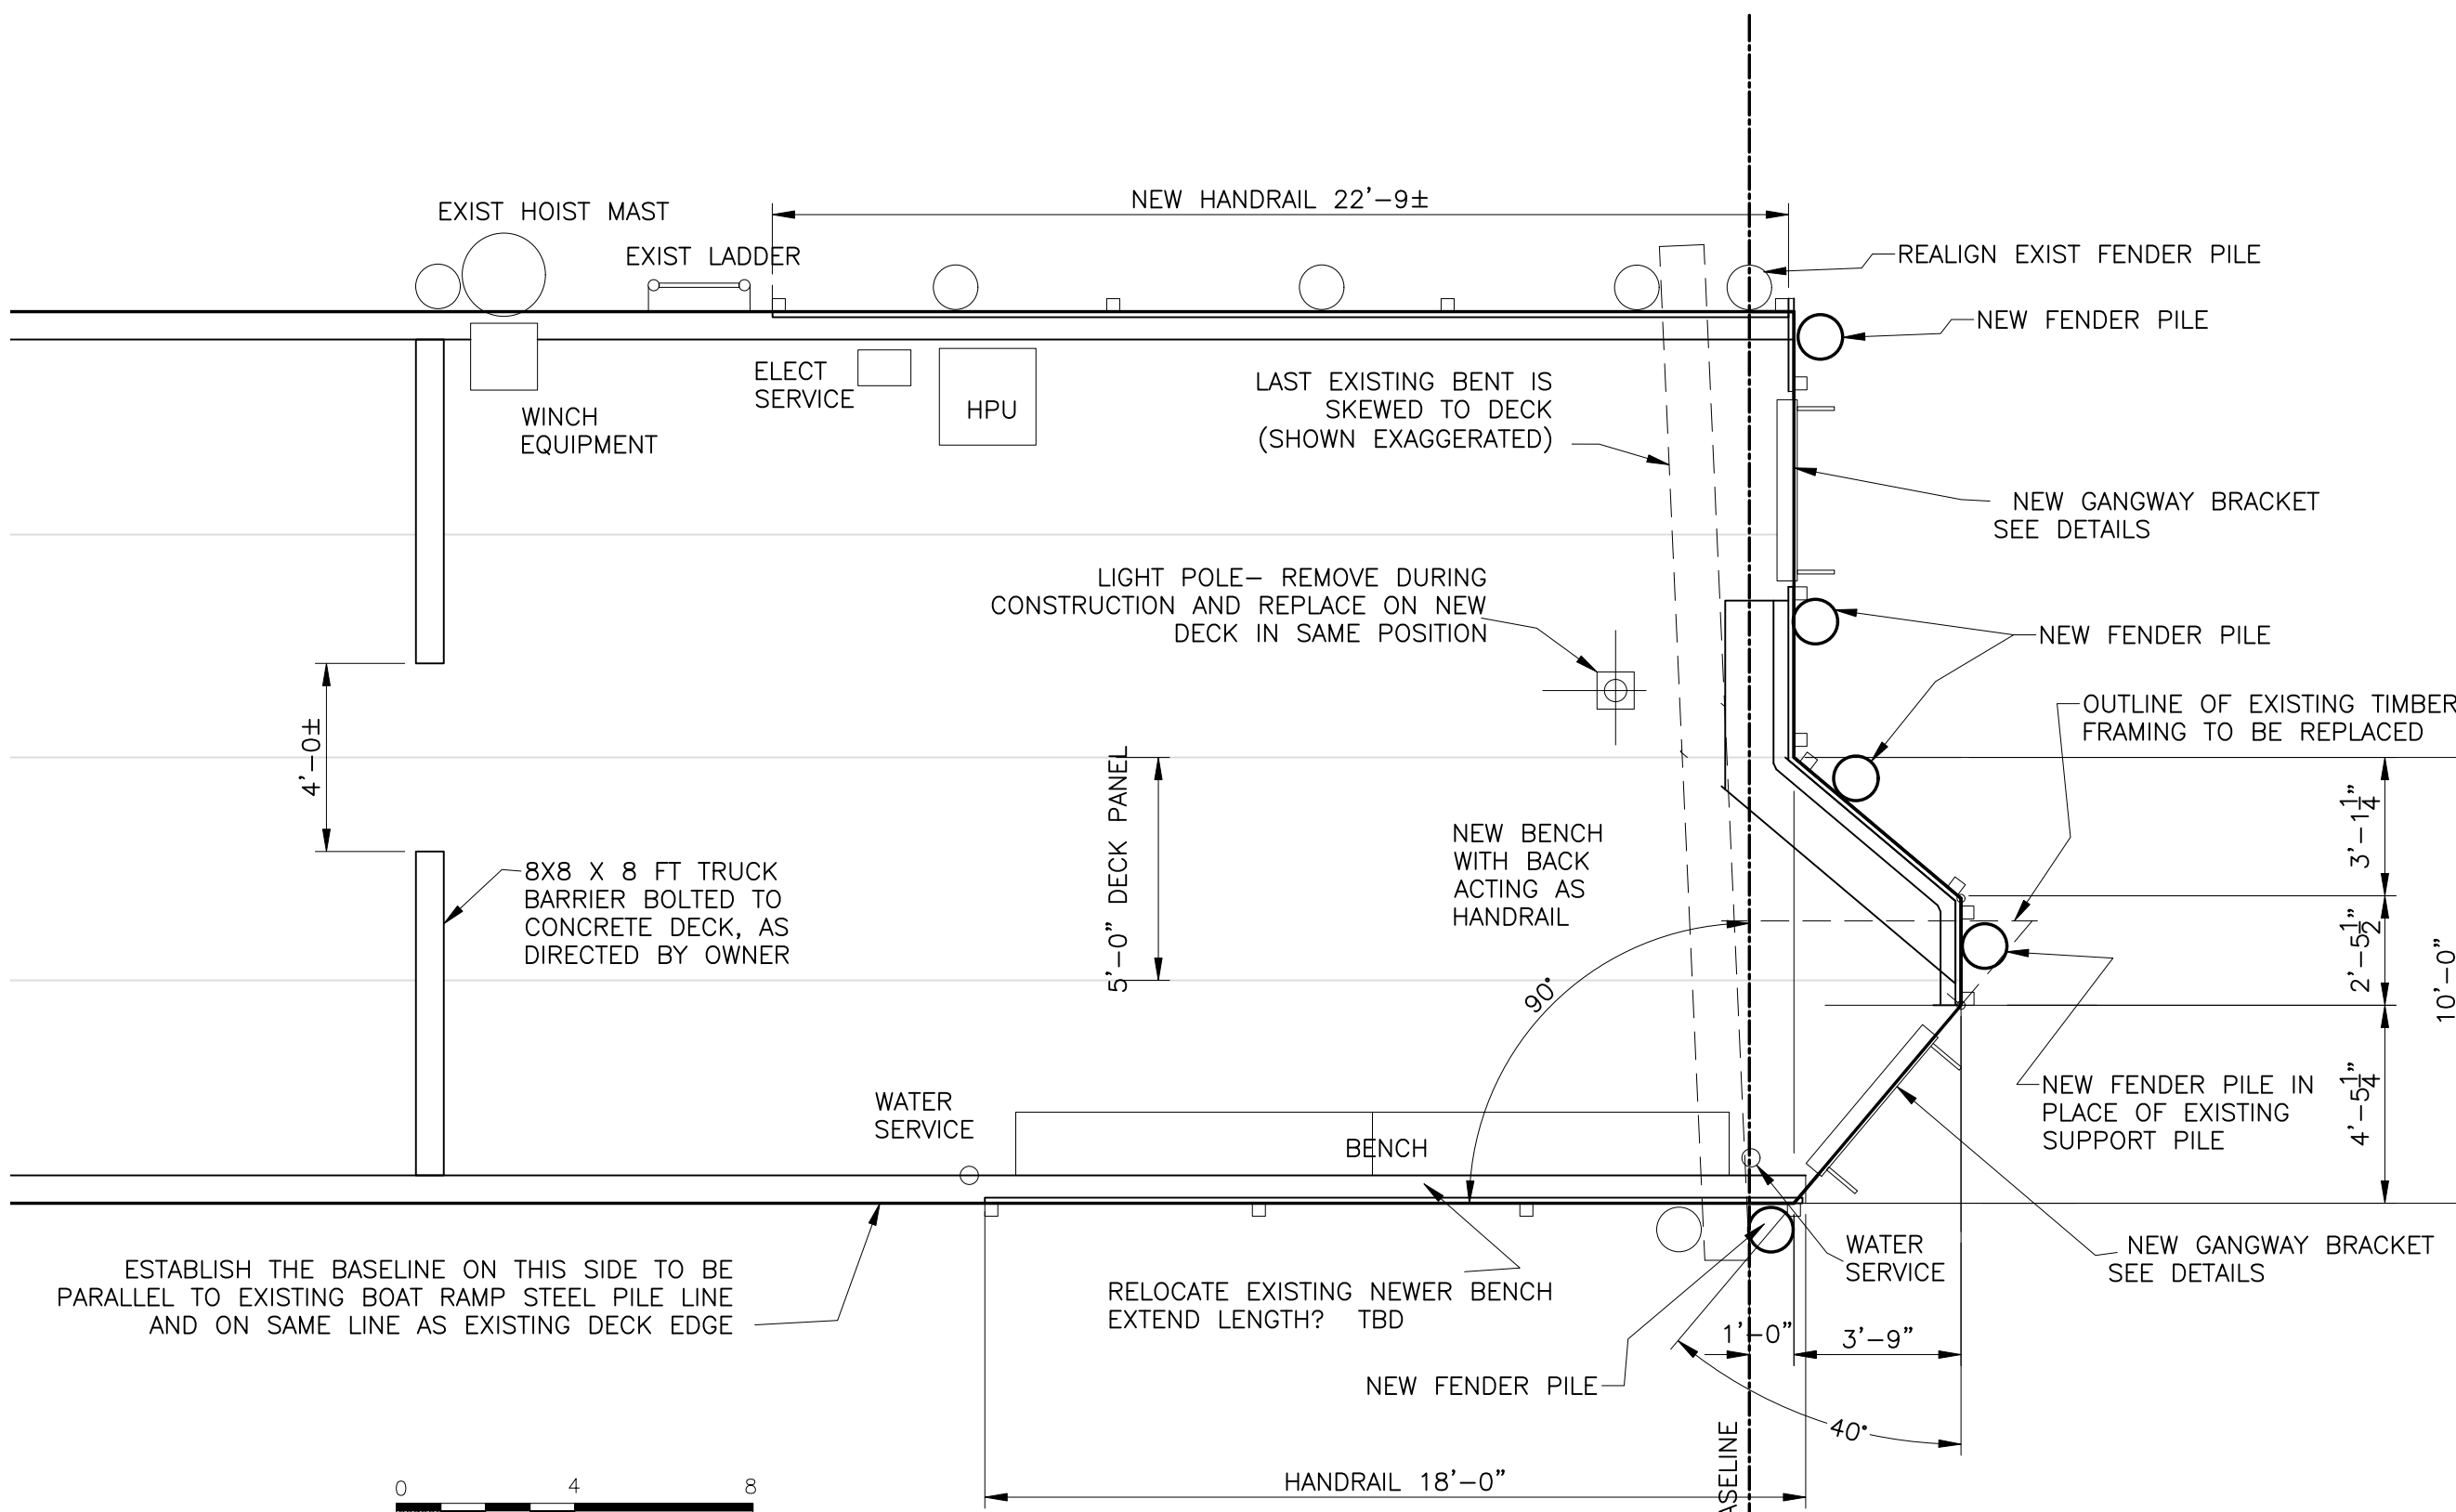 NEW HANDRAIL 22'-9±
EXIST HOIST MAST
EXIST LADDER
REALIGN EXIST FENDER PILE
NEW FENDER PILE
ELECT
SERVICE
HPU
WINCH
EQUIPMENT
LAST EXISTING BENT IS
SKEWED TO DECK
(SHOWN EXAGGERATED)
NEW GANGWAY BRACKET
SEE DETAILS
LIGHT POLE- REMOVE DURING
CONSTRUCTION AND REPLACE ON NEW
DECK IN SAME POSITION
NEW FENDER PILE
OUTLINE OF EXISTING TIMBER
FRAMING TO BE REPLACED
4'-0±
5'-0" DECK PANEL
3'-1 1/4"
2'-5 1/2"
4'-5 1/4"
10'-0"
NEW BENCH
WITH BACK
ACTING AS
HANDRAIL
8X8 X 8 FT TRUCK
BARRIER BOLTED TO
CONCRETE DECK, AS
DIRECTED BY OWNER
90°
WATER
SERVICE
BENCH
NEW FENDER PILE IN
PLACE OF EXISTING
SUPPORT PILE
WATER
SERVICE
NEW GANGWAY BRACKET
SEE DETAILS
ESTABLISH THE BASELINE ON THIS SIDE TO BE
PARALLEL TO EXISTING BOAT RAMP STEEL PILE LINE
AND ON SAME LINE AS EXISTING DECK EDGE
RELOCATE EXISTING NEWER BENCH
EXTEND LENGTH? TBD
1'-0"
3'-9"
NEW FENDER PILE
40°
ASELINE
HANDRAIL 18'-0"
0 4 8